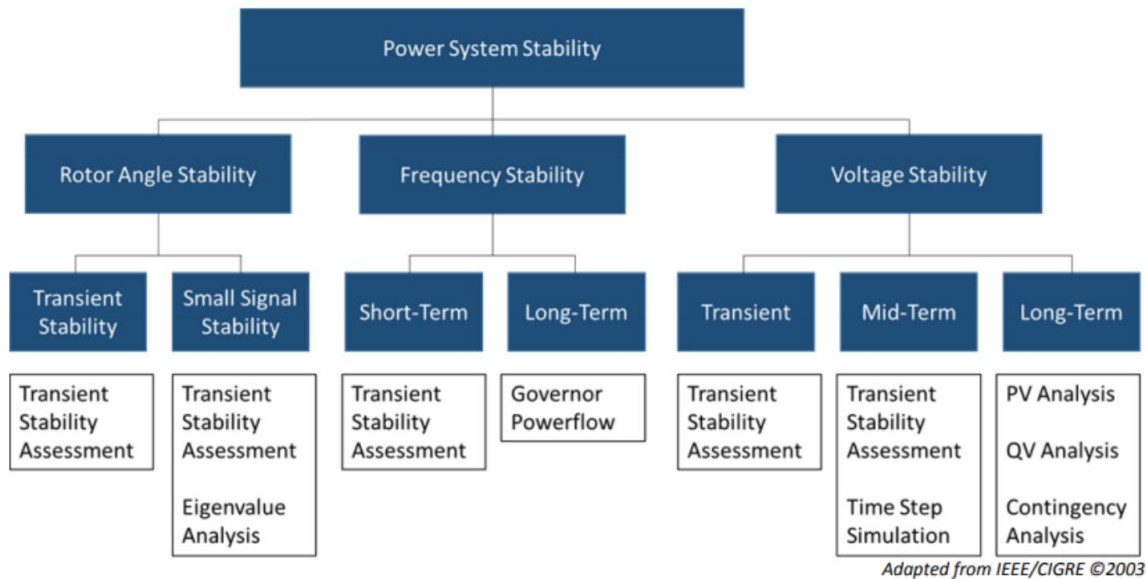 Power System Stability
Rotor Angle Stability
Frequency Stability
Voltage Stability
Transient
Stability
Small Signal
Stability
Short-Term
Long-Term
Transient
Mid-Term
Long-Term
Transient
Stability
Assessment
Transient
Stability
Assessment
Eigenvalue
Analysis
Transient
Stability
Assessment
Governor
Powerflow
Transient
Stability
Assessment
Transient
Stability
Assessment
Time Step
Simulation
PV Analysis
QV Analysis
Contingency
Analysis
Adapted from IEEE/CIGRE ©2003